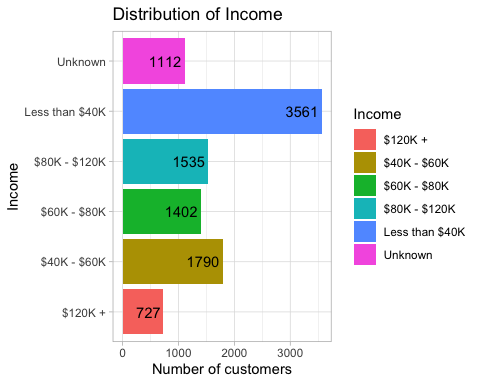 Distribution of Income
Income
Unknown
1112
Less than $40K
3561
$80K - $120K
1535
$60K - $80K
1402
$40K - $60K
1790
$120K +
727
0 1000 2000 3000
Number of customers
Income
$120K +
$40K - $60K
$60K - $80K
$80K - $120K
Less than $40K
Unknown